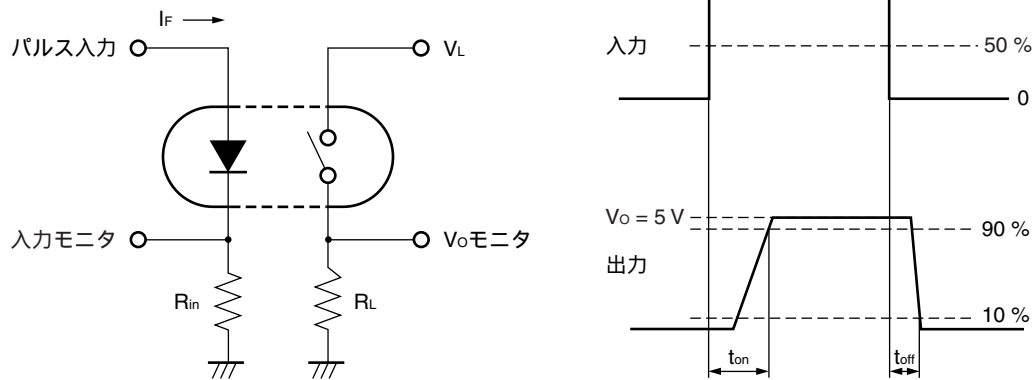 IF
パルス入力
VL
入力モニタ
VOモニタ
Rin
RL
入力
50 %
0
VO = 5 V
90 %
出力
10 %
ton
toff